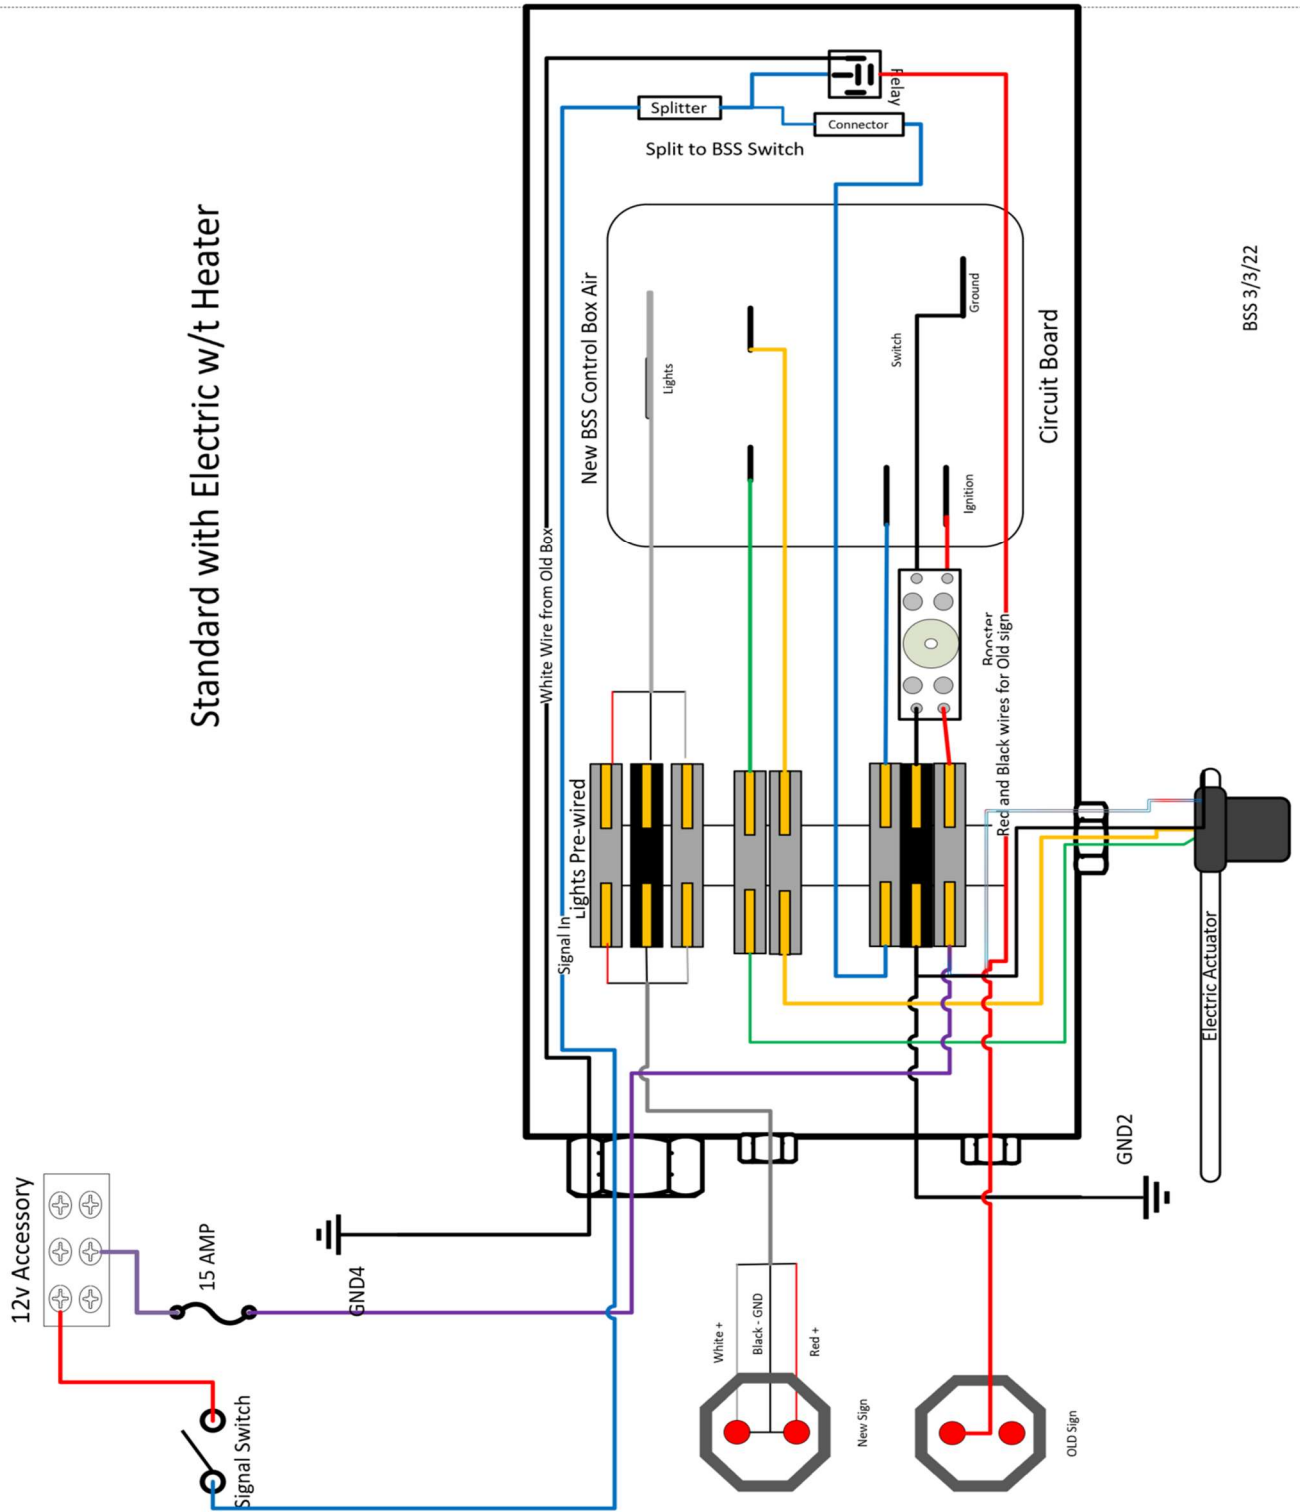 Standard with Electric w/t Heater
Relay
Splitter
Connector
Split to BSS Switch
New BSS Control Box Air
Lights
Switch
Ground
Ignition
Circuit Board
BSS 3/3/22
White Wire from Old Box
Booster
Red and Black wires for Old sign
Lights Pre-wired
Signal In
Electric Actuator
GND2
12v Accessory
15 AMP
GND4
Signal Switch
White +
Black - GND
Red +
New Sign
OLD Sign